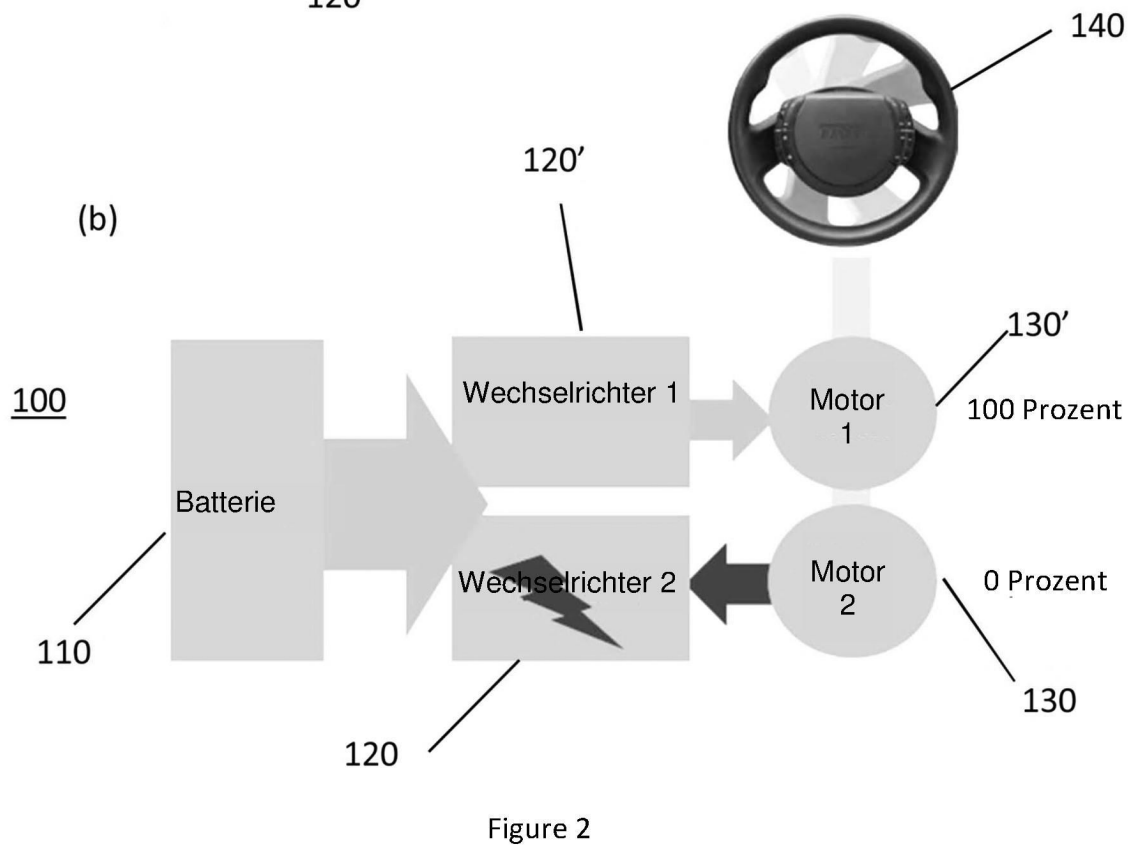 120
140
120’
(b)
130’
100
Wechselrichter 1
Motor
1
100 Prozent
Batterie
Wechselrichter 2
Motor
2
0 Prozent
110
130
120
Figure 2